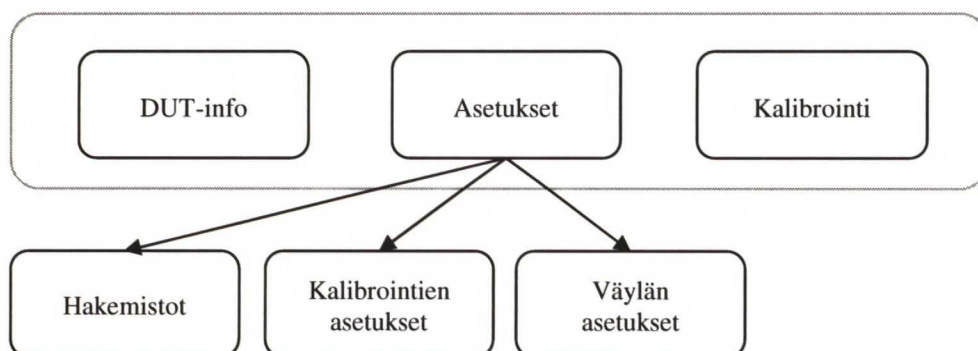 DUT-info
Asetukset
Kalibrointi
Hakemistot
Kalibrointien
asetukset
Väylän
asetukset